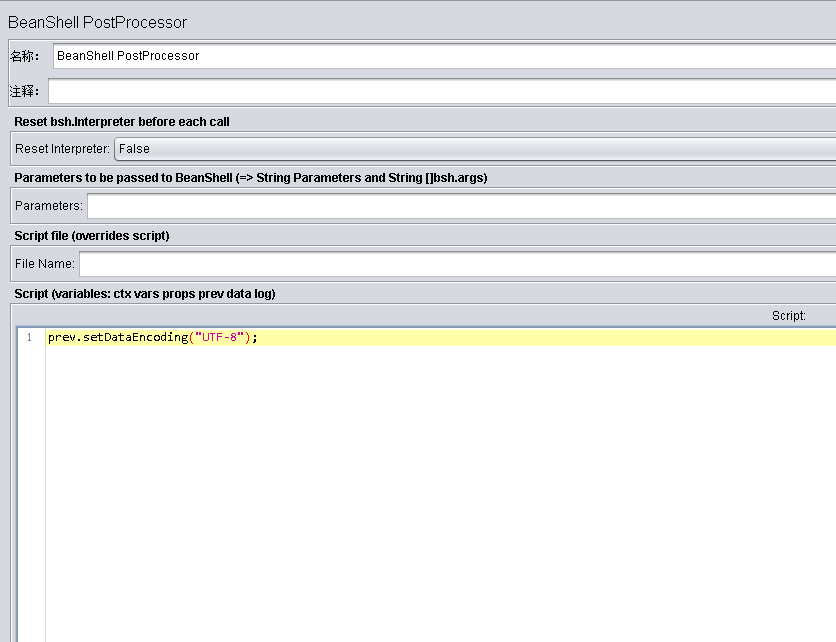 BeanShell PostProcessor
名称： BeanShell PostProcessor
注释：
Reset bsh.Interpreter before each call
Reset Interpreter: False
Parameters to be passed to BeanShell (=> String Parameters and String []bsh.args)
Parameters:
Script file (overrides script)
File Name:
Script (variables: ctx vars props prev data log)
Script:
1 prev.setDataEncoding("UTF-8");